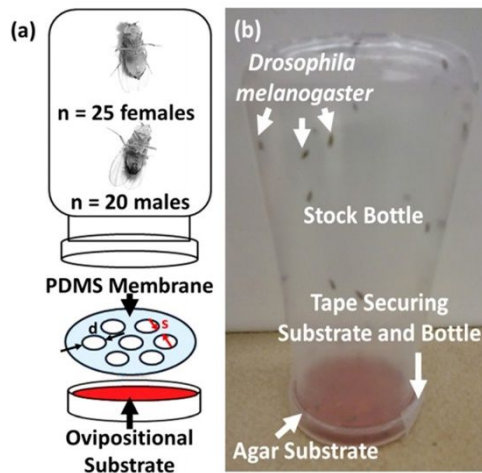 (a)
n = 25 females
n = 20 males
PDMS Membrane
d
s
Ovipositional
Substrate
(b)
Drosophila
melanogaster
Stock Bottle
Tape Securing
Substrate and Bottle
Agar Substrate